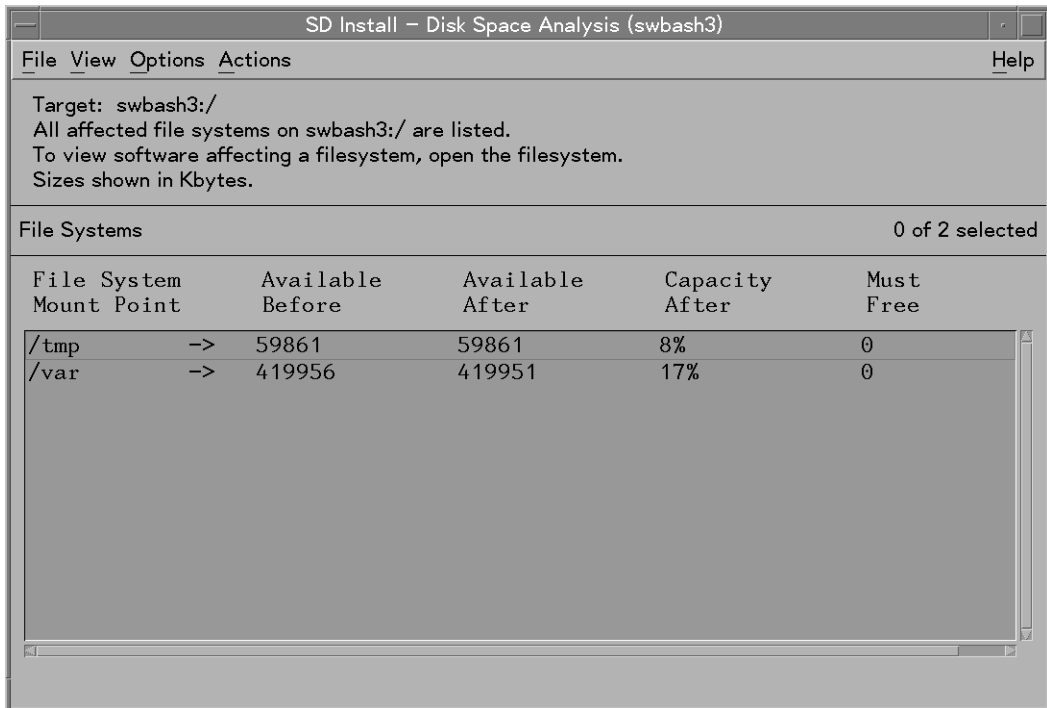 SD Install - Disk Space Analysis (swbash3)
File View Options Actions Help
Target: swbash3:/
All affected file systems on swbash3:/ are listed.
To view software affecting a filesystem, open the filesystem.
Sizes shown in Kbytes.
File Systems 0 of 2 selected
File System Available Available Capacity Must
Mount Point Before After After Free
/tmp -> 59861 59861 8% 0
/var -> 419956 419951 17% 0